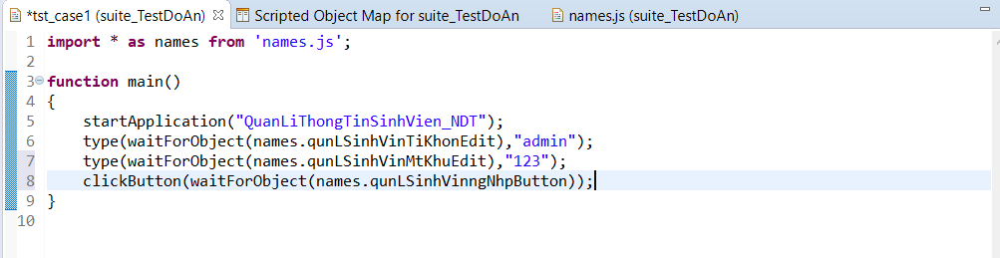 *tst_case1 (suite_TestDoAn)
Scripted Object Map for suite_TestDoAn
names.js (suite_TestDoAn)
1 import * as names from 'names.js';
2
3 function main()
4 {
5     startApplication("QuanLiThongTinSinhVien_NDT");
6     type(waitForObject(names.qunLSinhVinTiKhonEdit),"admin");
7     type(waitForObject(names.qunLSinhVinMtKhuEdit),"123");
8     clickButton(waitForObject(names.qunLSinhVinngNhpButton));
9 }
10